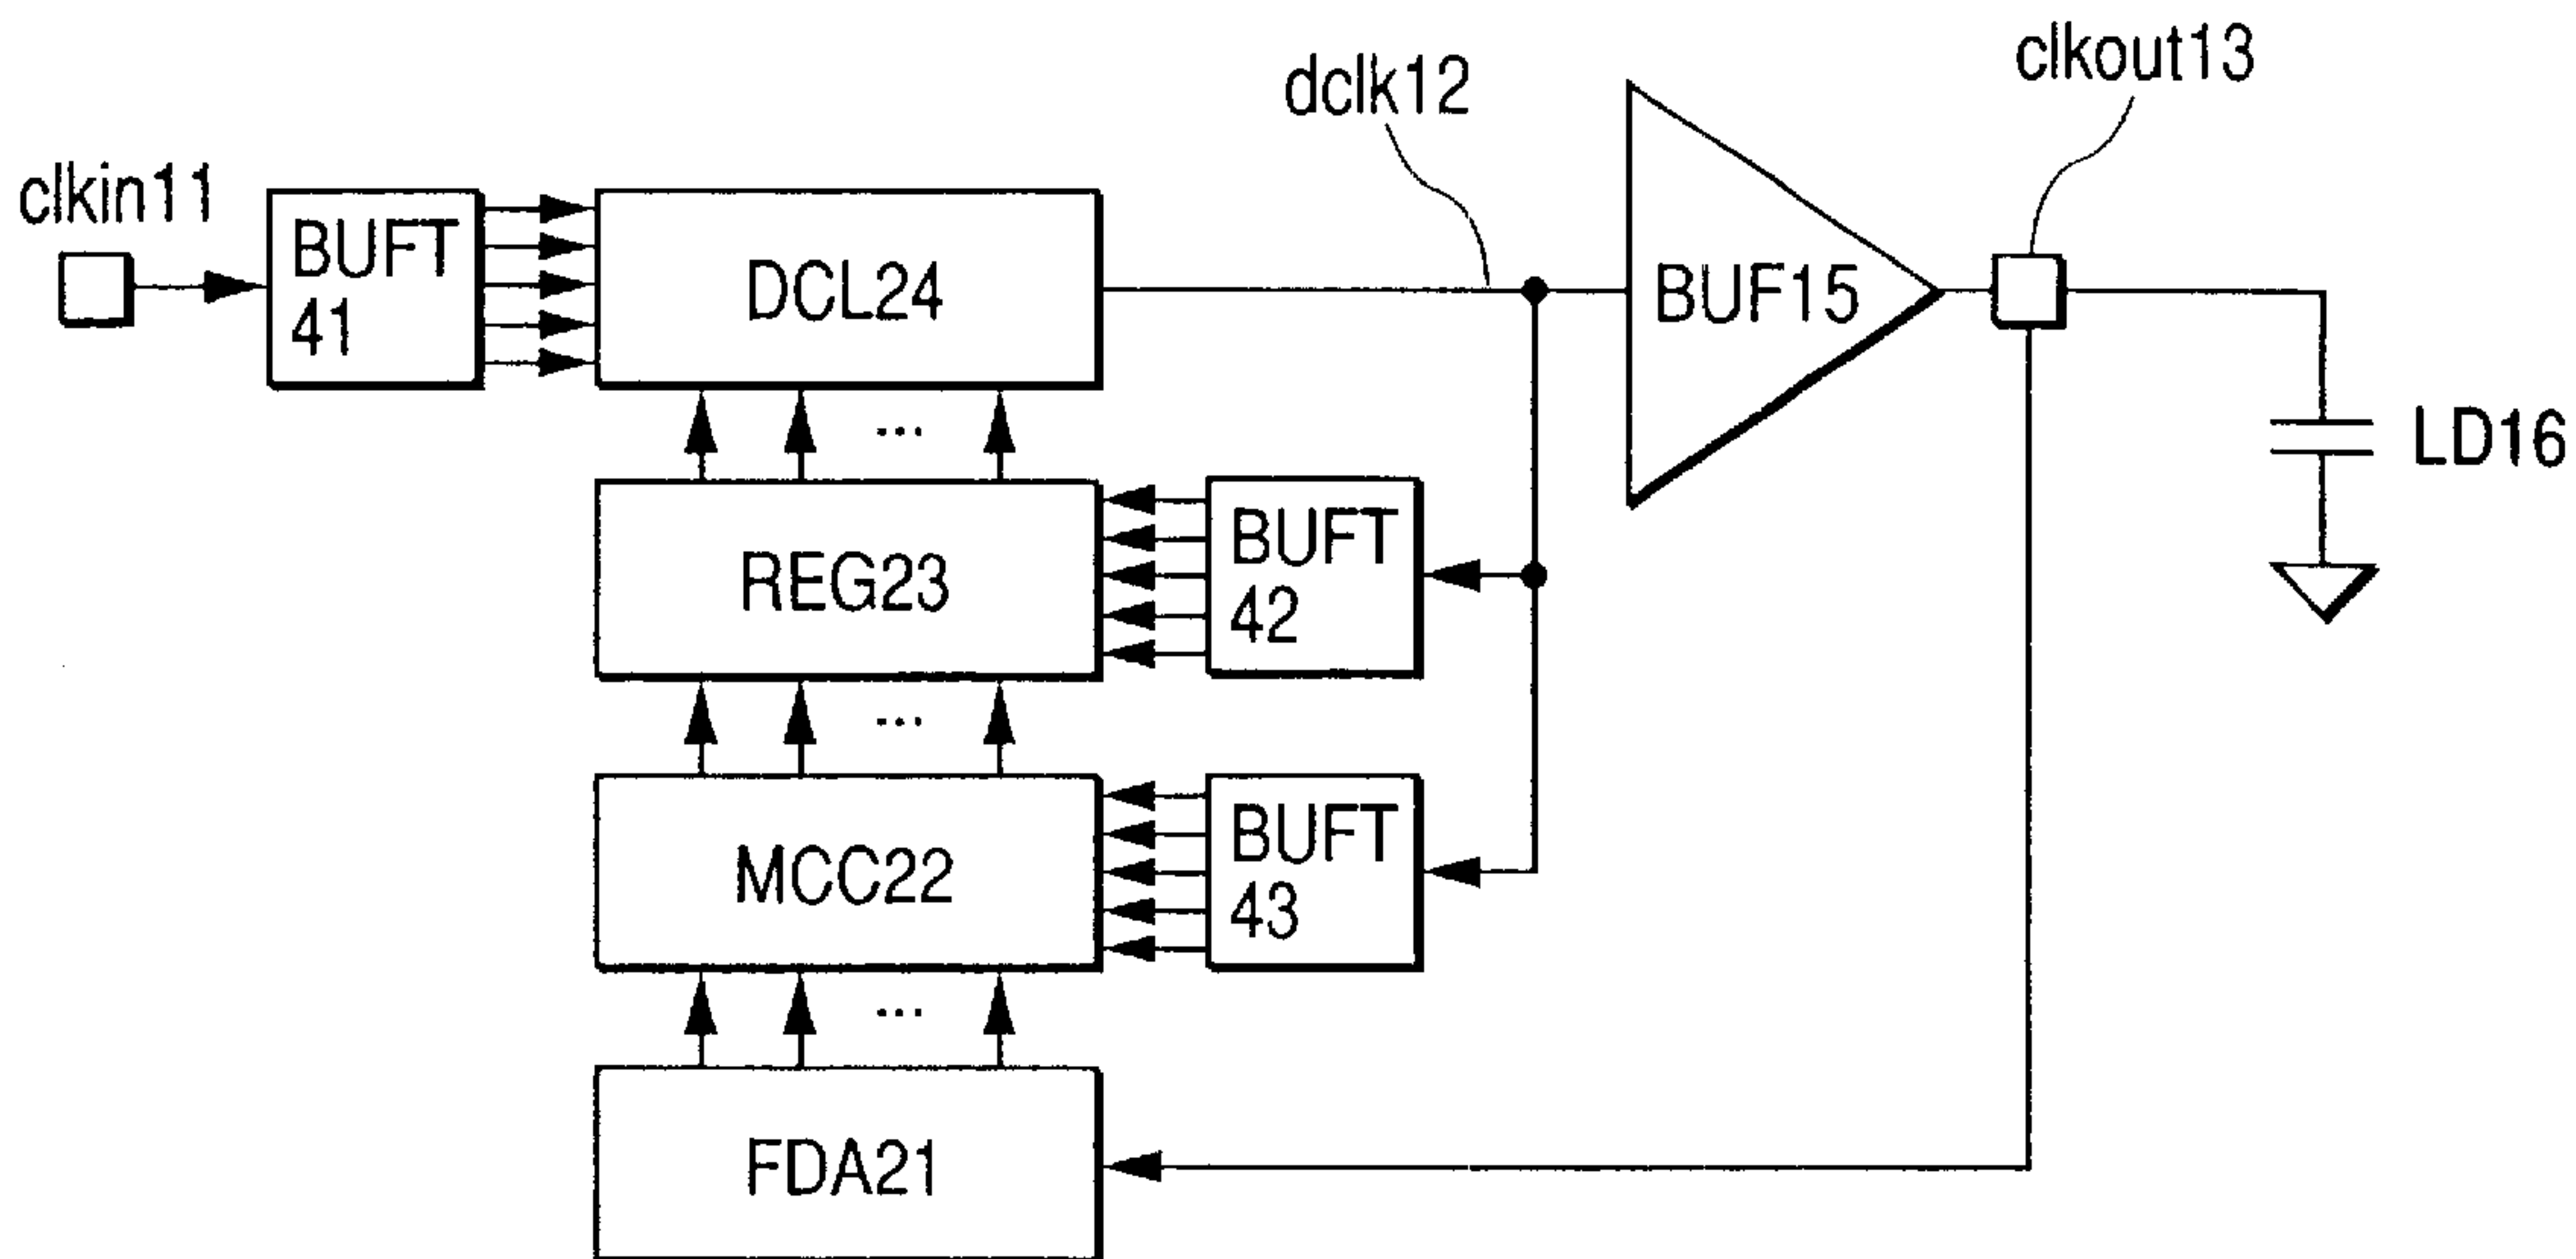 clkout13
dclk12
clkin11
BUFT
41
DCL24
BUF15
LD16
...
REG23
BUFT
42
...
MCC22
BUFT
43
...
FDA21